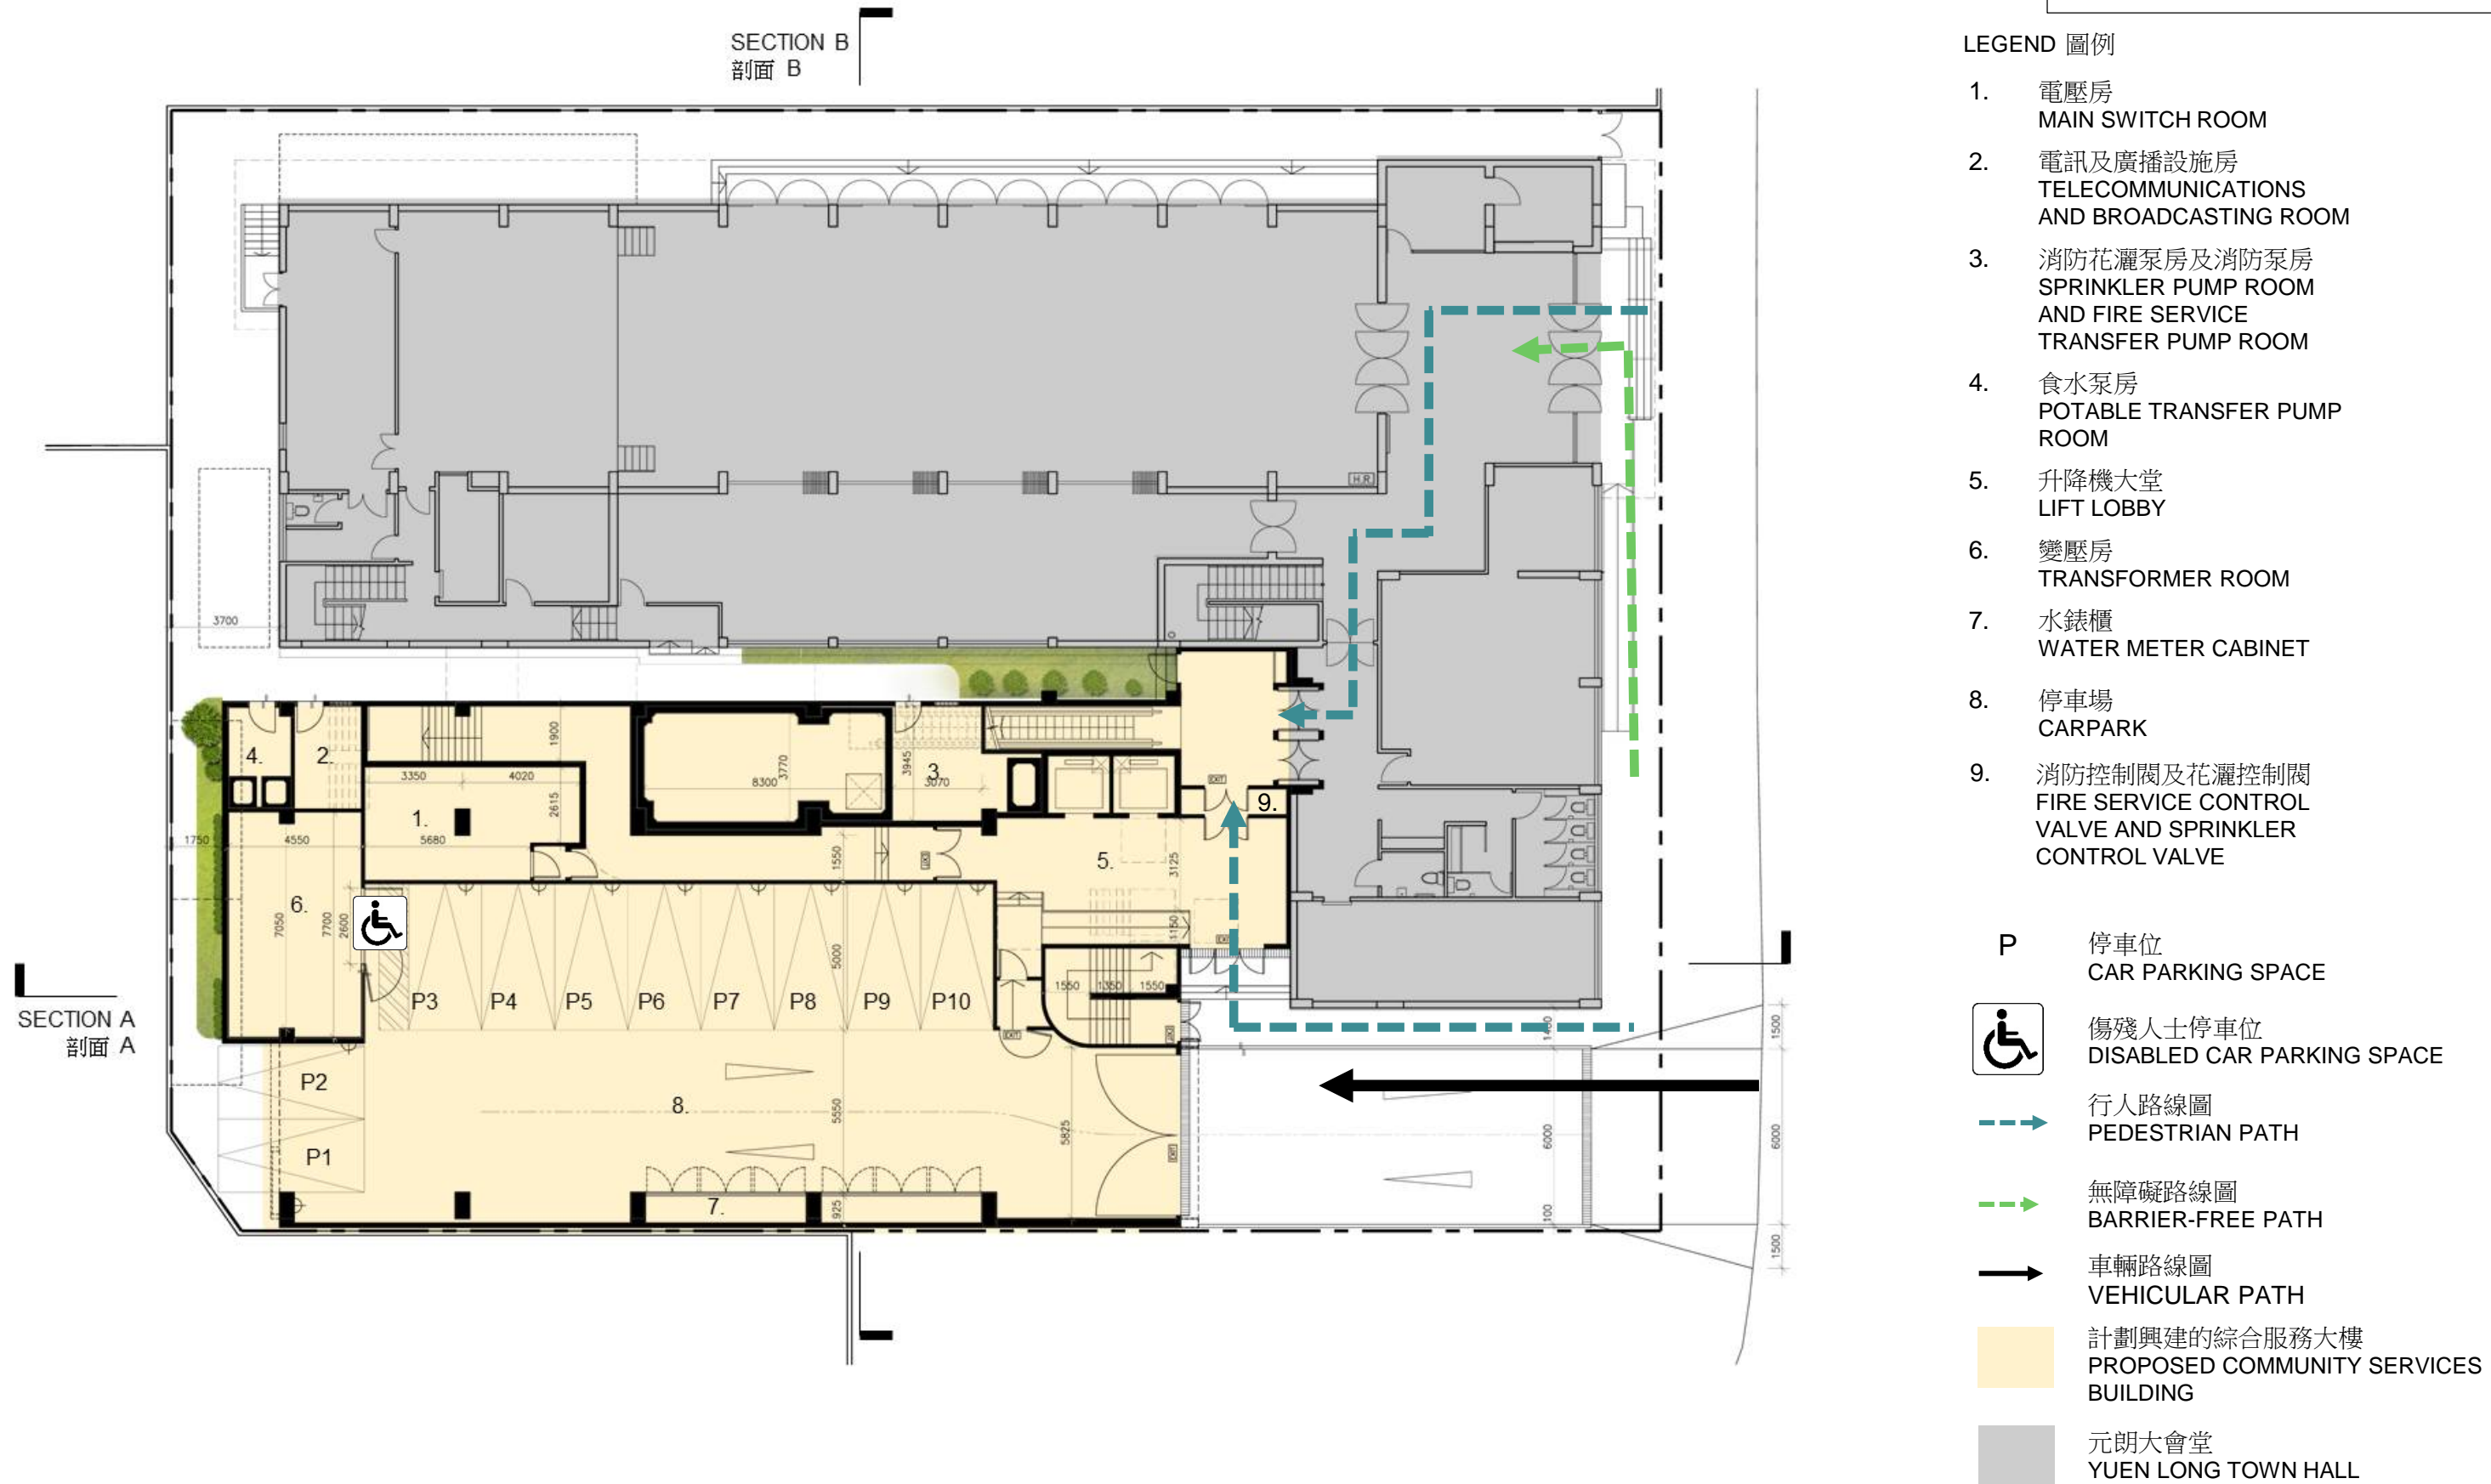 SECTION B
剖面 B
3700
4.
2.
1900
3350
4020
2615
3770
8300
3945
3.
3070
EXIT
9.
1.
1750
4550
5680
1550
EXIT
5.
3125
6.
7050
7700
2600
5000
1150
EXIT
P3
P4
P5
P6
P7
P8
P9
P10
1550
1350
1550
EXIT
EXIT
1400
1500
SECTION A
剖面 A
P2
8.
5550
5825
6000
6000
P1
EXIT
7.
925
100
1500
H.R
LEGEND 圖例
1. 電壓房
MAIN SWITCH ROOM
2. 電訊及廣播設施房
TELECOMMUNICATIONS
AND BROADCASTING ROOM
3. 消防花灑泵房及消防泵房
SPRINKLER PUMP ROOM
AND FIRE SERVICE
TRANSFER PUMP ROOM
4. 食水泵房
POTABLE TRANSFER PUMP
ROOM
5. 升降機大堂
LIFT LOBBY
6. 變壓房
TRANSFORMER ROOM
7. 水錶櫃
WATER METER CABINET
8. 停車場
CARPARK
9. 消防控制閥及花灑控制閥
FIRE SERVICE CONTROL
VALVE AND SPRINKLER
CONTROL VALVE
P 停車位
CAR PARKING SPACE
傷殘人士停車位
DISABLED CAR PARKING SPACE
行人路線圖
PEDESTRIAN PATH
無障礙路線圖
BARRIER-FREE PATH
車輛路線圖
VEHICULAR PATH
計劃興建的綜合服務大樓
PROPOSED COMMUNITY SERVICES
BUILDING
元朗大會堂
YUEN LONG TOWN HALL